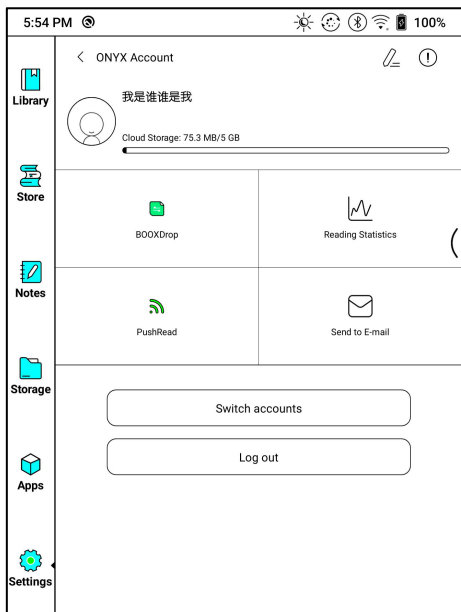 5:54 PM
100%
ONYX Account
Library
我是谁谁是我
Cloud Storage: 75.3 MB/5 GB
Store
BOOXDrop
Reading Statistics
Notes
PushRead
Send to E-mail
Storage
Switch accounts
Log out
Apps
Settings